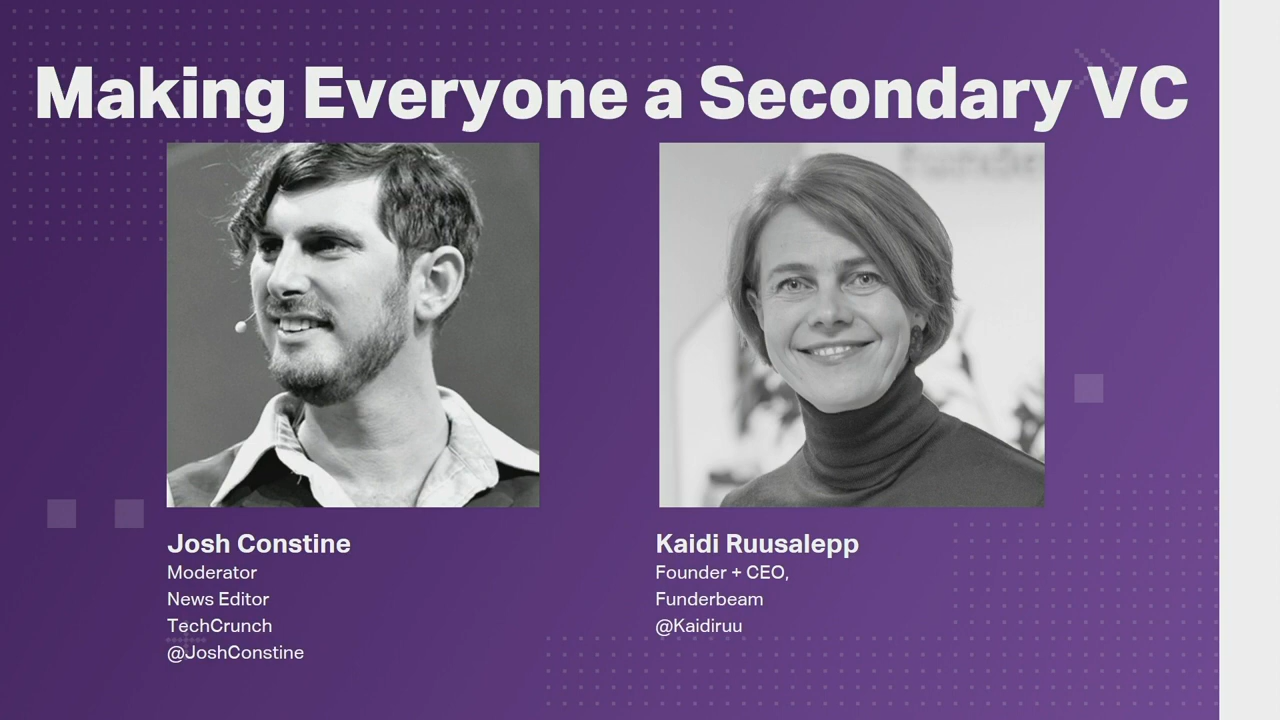 Making Everyone a Secondary VC
Josh Constine
Moderator
News Editor
TechCrunch
@JoshConstine
Kaidi Ruusalepp
Founder + CEO,
Funderbeam
@Kaidiruu